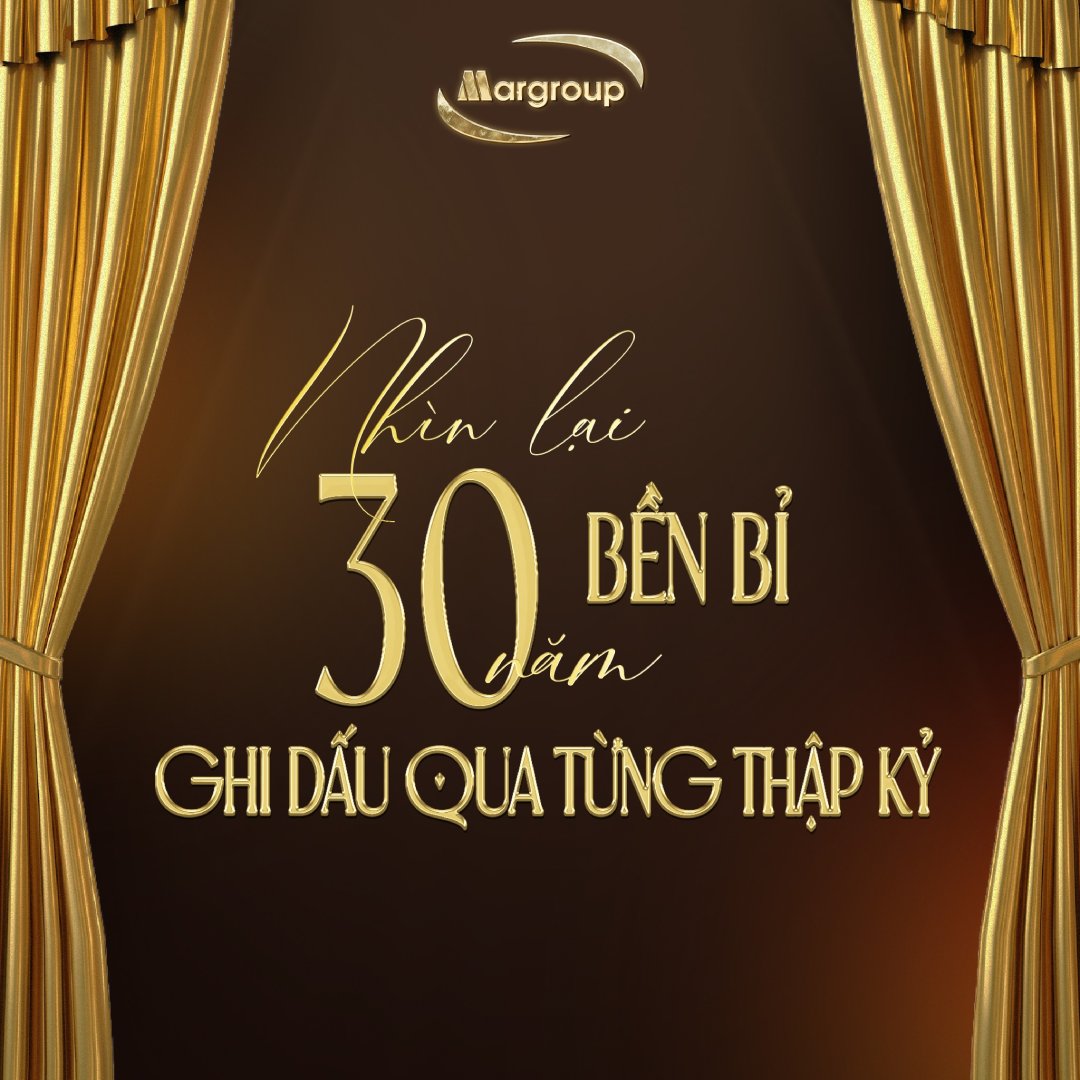 Margroup
Nhìn lại
30 năm BỀN BỈ
GHI DẤU QUA TỪNG THẬP KỶ